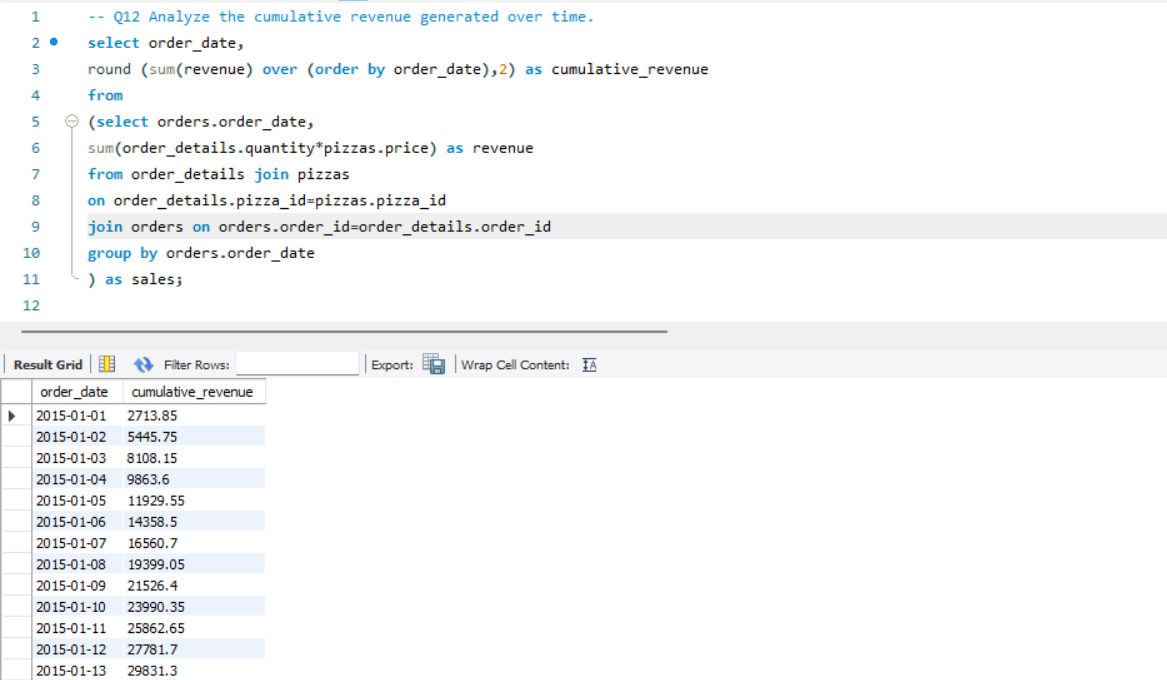 1 -- Q12 Analyze the cumulative revenue generated over time.
2 select order_date,
3 round (sum(revenue) over (order by order_date),2) as cumulative_revenue
4 from
5 (select orders.order_date,
6 sum(order_details.quantity*pizzas.price) as revenue
7 from order_details join pizzas
8 on order_details.pizza_id=pizzas.pizza_id
9 join orders on orders.order_id=order_details.order_id
10 group by orders.order_date
11 ) as sales;
12
Result Grid Filter Rows: Export: Wrap Cell Content: IA
order_date cumulative_revenue
2015-01-01 2713.85
2015-01-02 5445.75
2015-01-03 8108.15
2015-01-04 9863.6
2015-01-05 11929.55
2015-01-06 14358.5
2015-01-07 16560.7
2015-01-08 19399.05
2015-01-09 21526.4
2015-01-10 23990.35
2015-01-11 25862.65
2015-01-12 27781.7
2015-01-13 29831.3